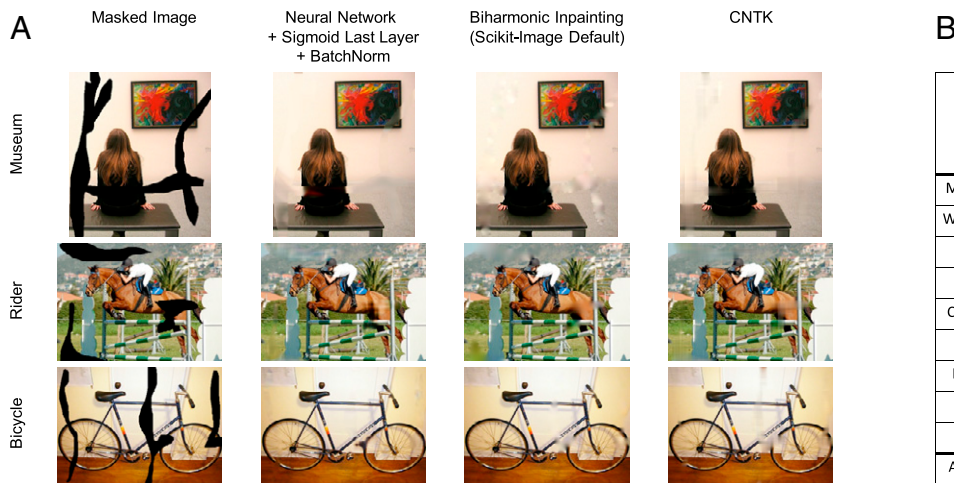 A
Masked Image
Neural Network
+ Sigmoid Last Layer
+ BatchNorm
Biharmonic Inpainting
(Scikit-Image Default)
CNTK
B
Museum
Rider
Bicycle
M
W
C
A